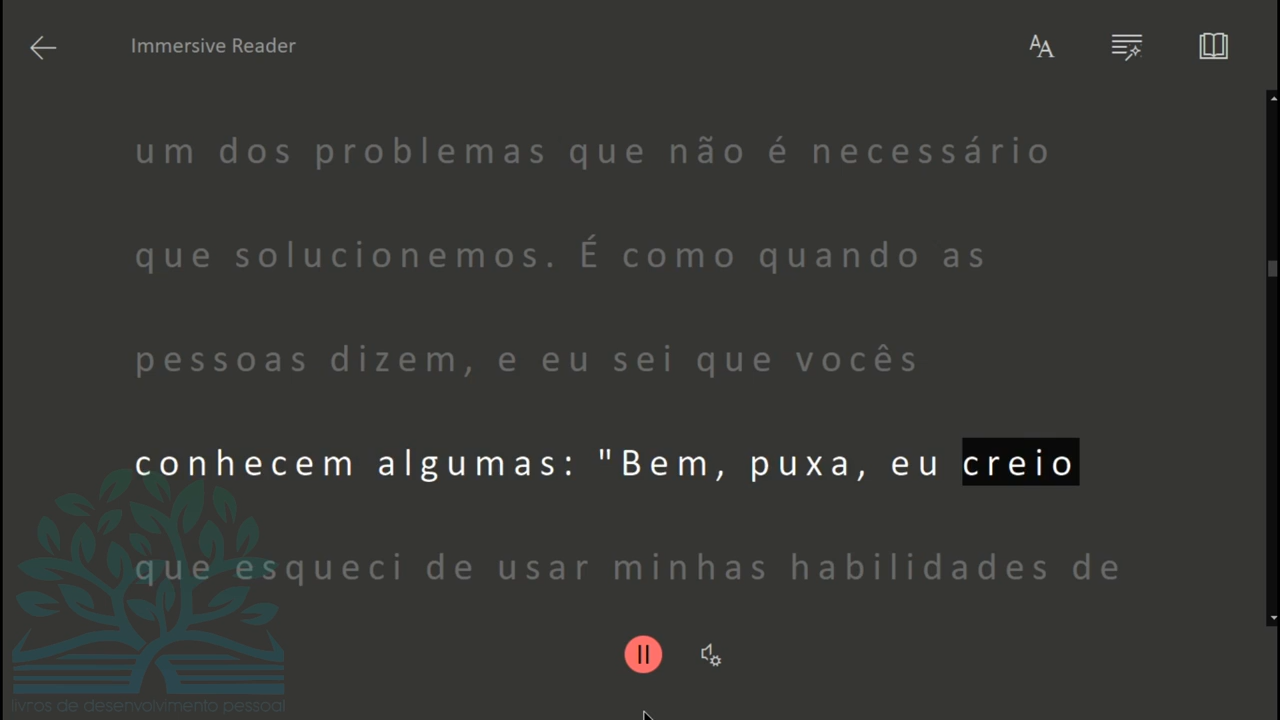 Immersive Reader
um dos problemas que não é necessário
que solucionemos. É como quando as
pessoas dizem, e eu sei que vocês
conhecem algumas: "Bem, puxa, eu creio
que esqueci de usar minhas habilidades de
livros de desenvolvimento pessoal